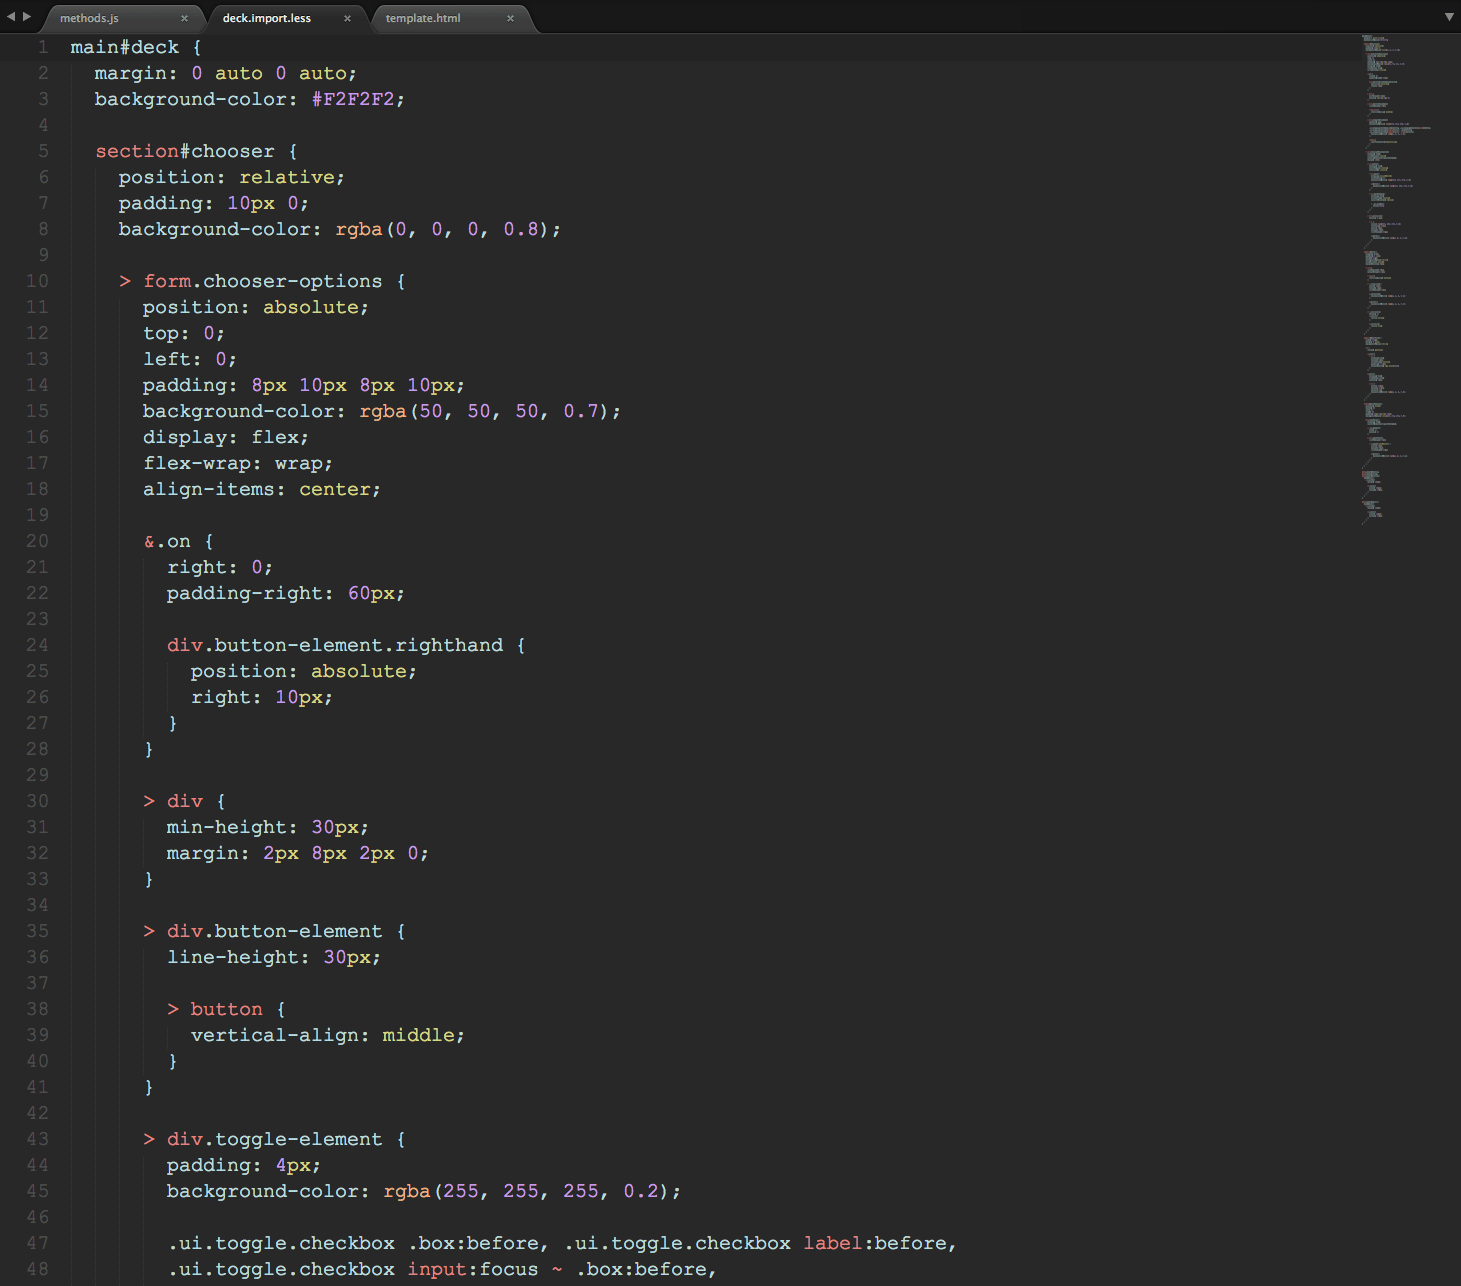 methods.js × deck.import.less × template.html ×
1 main#deck {
2 margin: 0 auto 0 auto;
3 background-color: #F2F2F2;
4
5 section#chooser {
6 position: relative;
7 padding: 10px 0;
8 background-color: rgba(0, 0, 0, 0.8);
9
10 > form.chooser-options {
11 position: absolute;
12 top: 0;
13 left: 0;
14 padding: 8px 10px 8px 10px;
15 background-color: rgba(50, 50, 50, 0.7);
16 display: flex;
17 flex-wrap: wrap;
18 align-items: center;
19
20 &.on {
21 right: 0;
22 padding-right: 60px;
23
24 div.button-element.righthand {
25 position: absolute;
26 right: 10px;
27 }
28 }
29
30 > div {
31 min-height: 30px;
32 margin: 2px 8px 2px 0;
33 }
34
35 > div.button-element {
36 line-height: 30px;
37
38 > button {
39 vertical-align: middle;
40 }
41 }
42
43 > div.toggle-element {
44 padding: 4px;
45 background-color: rgba(255, 255, 255, 0.2);
46
47 .ui.toggle.checkbox .box:before, .ui.toggle.checkbox label:before,
48 .ui.toggle.checkbox input:focus ~ .box:before,